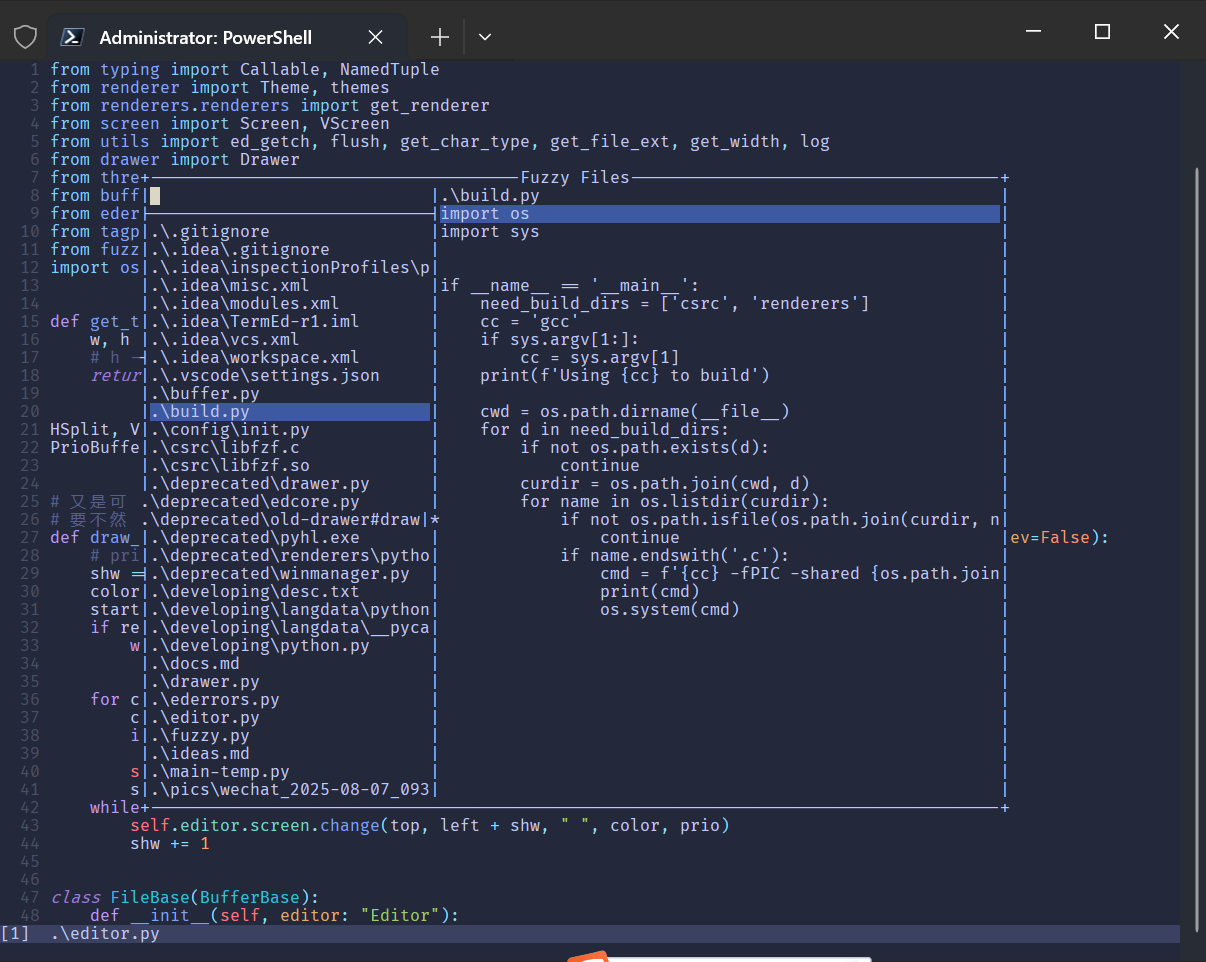 Administrator: PowerShell
1 from typing import Callable, NamedTuple
2 from renderer import Theme, themes
3 from renderers.renderers import get_renderer
4 from screen import Screen, VScreen
5 from utils import ed_getch, flush, get_char_type, get_file_ext, get_width, log
6 from drawer import Drawer
7 from thre+—Fuzzy Files—+
8 from buff| |.\build.py |
9 from eder|—|import os |
10 from tagp|.\.gitignore |import sys |
11 from fuzz|.\.idea\.gitignore | |
12 import os|.\.idea\inspectionProfiles\p| |
13 |.\.idea\misc.xml |if __name__ == '__main__': |
14 |.\.idea\modules.xml | need_build_dirs = ['csrc', 'renderers'] |
15 def get_t|.\.idea\TermEd-r1.iml | cc = 'gcc' |
16 w, h |.\.idea\vcs.xml | if sys.argv[1:]: |
17 # h -|.\.idea\workspace.xml | cc = sys.argv[1] |
18 retur|.\.vscode\settings.json | print(f'Using {cc} to build') |
19 |.\buffer.py | |
20 |.\build.py | cwd = os.path.dirname(__file__) |
21 HSplit, V|.\config\init.py | for d in need_build_dirs: |
22 PrioBuffe|.\csrc\libfzf.c | if not os.path.exists(d): |
23 |.\csrc\libfzf.so | continue |
24 |.\deprecated\drawer.py | curdir = os.path.join(cwd, d) |
25 # 又是可 .\deprecated\edcore.py | for name in os.listdir(curdir): |
26 # 要不然 .\deprecated\old-drawer#draw|* if not os.path.isfile(os.path.join(curdir, n|
27 def draw_|.\deprecated\pyhl.exe | continue |ev=False):
28 # pri|.\deprecated\renderers\pytho| if name.endswith('.c'): |
29 shw =|.\deprecated\winmanager.py | cmd = f'{cc} -fPIC -shared {os.path.join|
30 color|.\developing\desc.txt | print(cmd) |
31 start|.\developing\langdata\python| os.system(cmd) |
32 if re|.\developing\langdata\__pyca| |
33 w|.\developing\python.py | |
34 |.\docs.md | |
35 |.\drawer.py | |
36 for c|.\ederrors.py | |
37 c|.\editor.py | |
38 i|.\fuzzy.py | |
39 |.\ideas.md | |
40 s|.\main-temp.py | |
41 s|.\pics\wechat_2025-08-07_093| |
42 while+—+
43 self.editor.screen.change(top, left + shw, " ", color, prio)
44 shw += 1
45
46
47 class FileBase(BufferBase):
48 def __init__(self, editor: "Editor"):
[1] .\editor.py